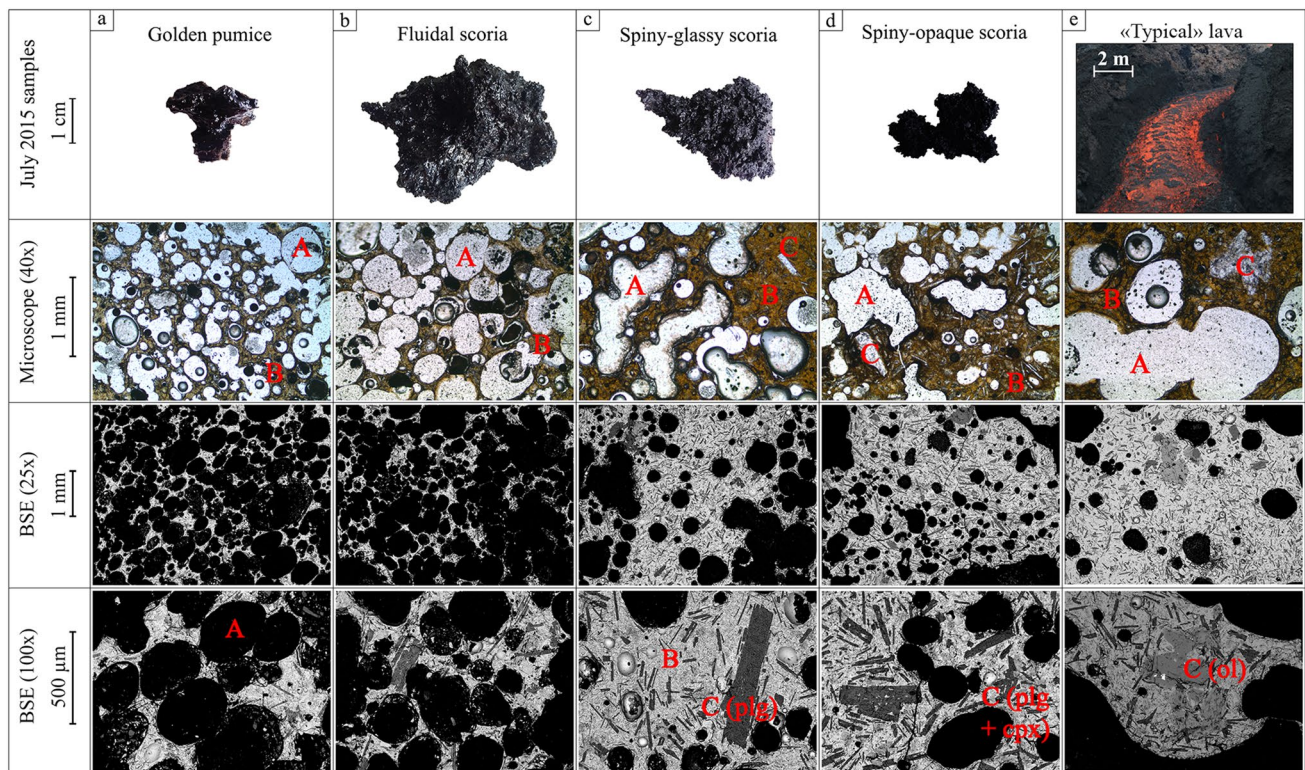 a
Golden pumice
b
Fluidal scoria
c
Spiny-glassy scoria
d
Spiny-opaque scoria
e
«Typical» lava
July 2015 samples
1 cm
2 m
Microscope (40x)
1 mm
A
B
A
B
A
B
C
A
B
C
A
B
C
BSE (25x)
1 mm
BSE (100x)
500 μm
A
B
C (plg)
C (plg
+ cpx)
C (ol)